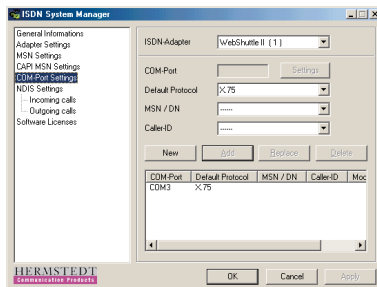 ISDN System Manager
General Informations
Adapter Settings
MSN Settings
CAPI MSN Settings
COM-Port Settings
NDIS Settings
Incoming calls
Outgoing calls
Software Licenses
ISDN-Adapter WebShuttle II ( 1 )
COM-Port Settings
Default Protocol X.75
MSN / DN ------
Caller-ID ------
New Add Replace Delete
COM-Port Default Protocol MSN / DN Caller-ID Moc
COM3 X.75
HERMSTEDT
Communication Products
OK Cancel Apply